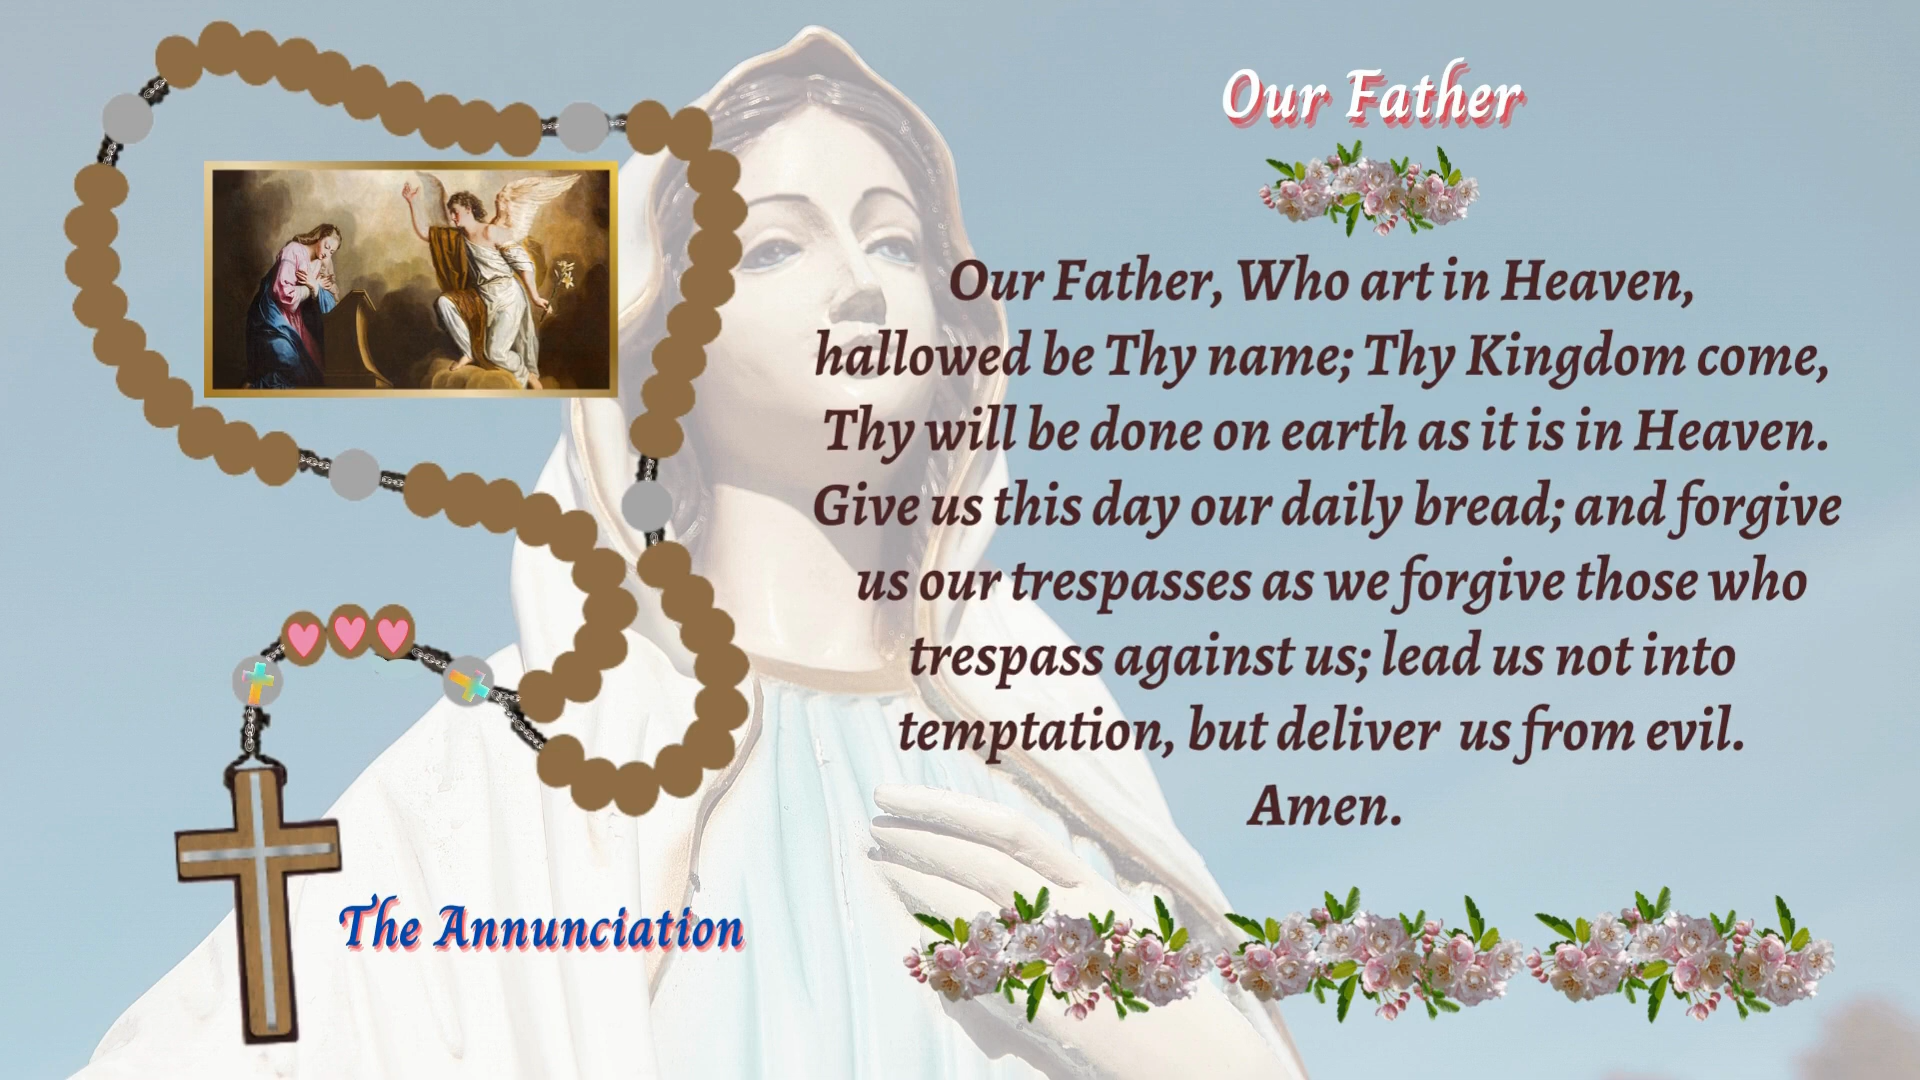 Our Father
Our Father, Who art in Heaven,
hallowed be Thy name; Thy Kingdom come,
Thy will be done on earth as it is in Heaven.
Give us this day our daily bread; and forgive
us our trespasses as we forgive those who
trespass against us; lead us not into
temptation, but deliver us from evil.
Amen.
The Annunciation